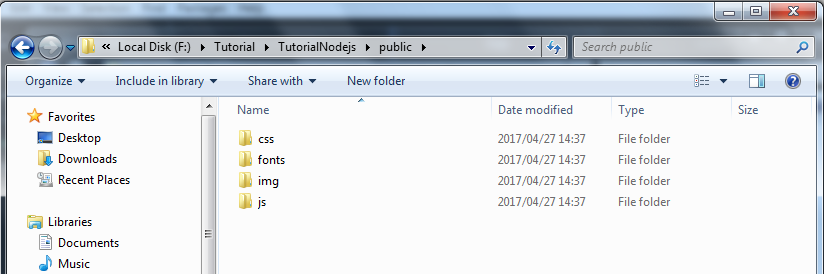 « Local Disk (F:) ▸ Tutorial ▸ TutorialNodejs ▸ public ▸ Search public
Organize ▾ Include in library ▾ Share with ▾ New folder
Name Date modified Type Size
Favorites
Desktop
Downloads
Recent Places
Libraries
Documents
Music
css 2017/04/27 14:37 File folder
fonts 2017/04/27 14:37 File folder
img 2017/04/27 14:37 File folder
js 2017/04/27 14:37 File folder